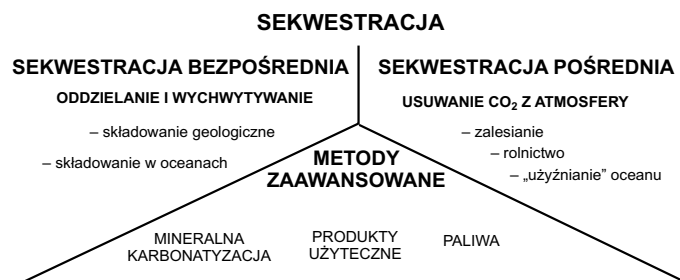 SEKWESTRACJA
SEKWESTRACJA BEZPOŚREDNIA
ODDZIELANIE I WYCHWYTYWANIE
– składowanie geologiczne
– składowanie w oceanach
SEKWESTRACJA POŚREDNIA
USUWANIE CO₂ Z ATMOSFERY
– zalesianie
– rolnictwo
– „użyźnianie” oceanu
METODY
ZAAWANSOWANE
MINERALNA
KARBONATYZACJA
PRODUKTY
UŻYTECZNE
PALIWA